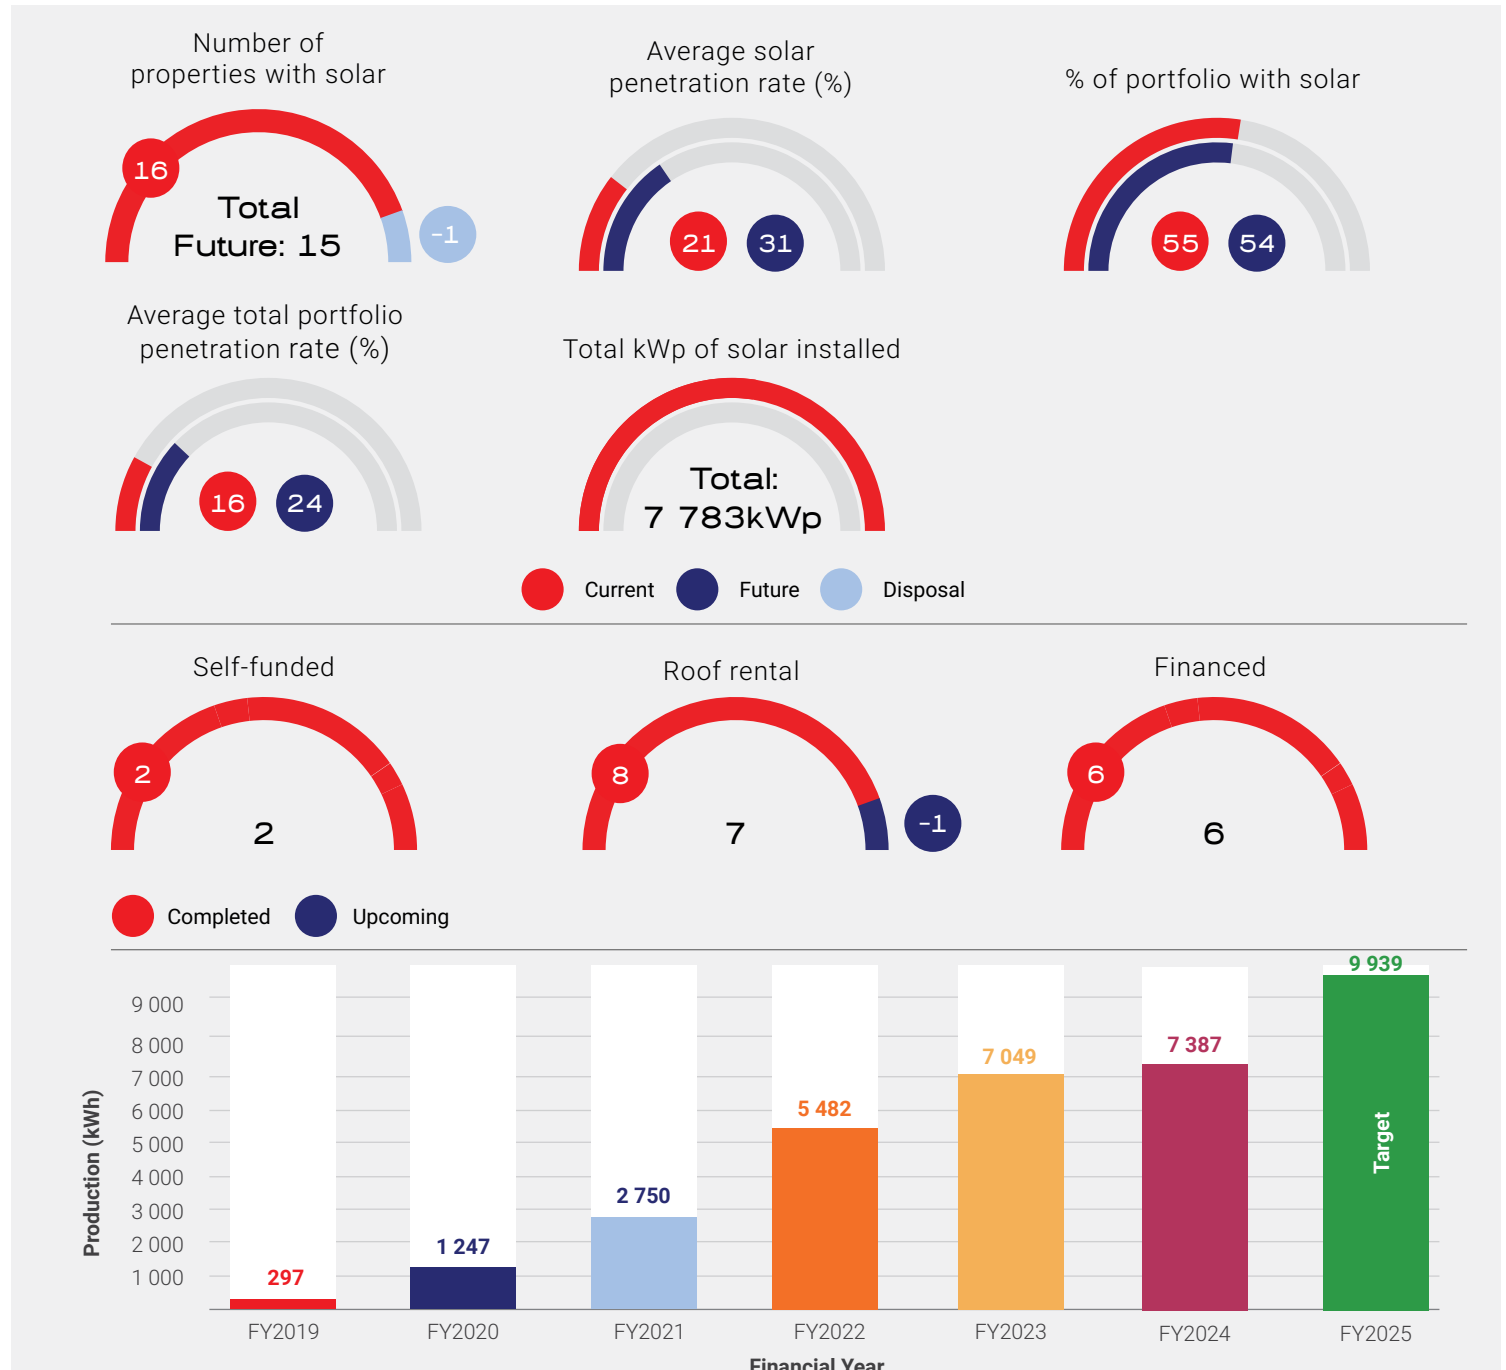 Number of
properties with solar
16
Total
Future: 15
-1
Average solar
penetration rate (%)
21
31
% of portfolio with solar
55
54
Average total portfolio
penetration rate (%)
16
24
Total kWp of solar installed
Total:
7 783kWp
Current
Future
Disposal
Self-funded
2
2
Roof rental
8
7
-1
Financed
6
6
Completed
Upcoming
Production (kWh)
9 000
8 000
7 000
6 000
5 000
4 000
3 000
2 000
1 000
297
1 247
2 750
5 482
7 049
7 387
9 939
Target
FY2019
FY2020
FY2021
FY2022
FY2023
FY2024
FY2025
Financial Year